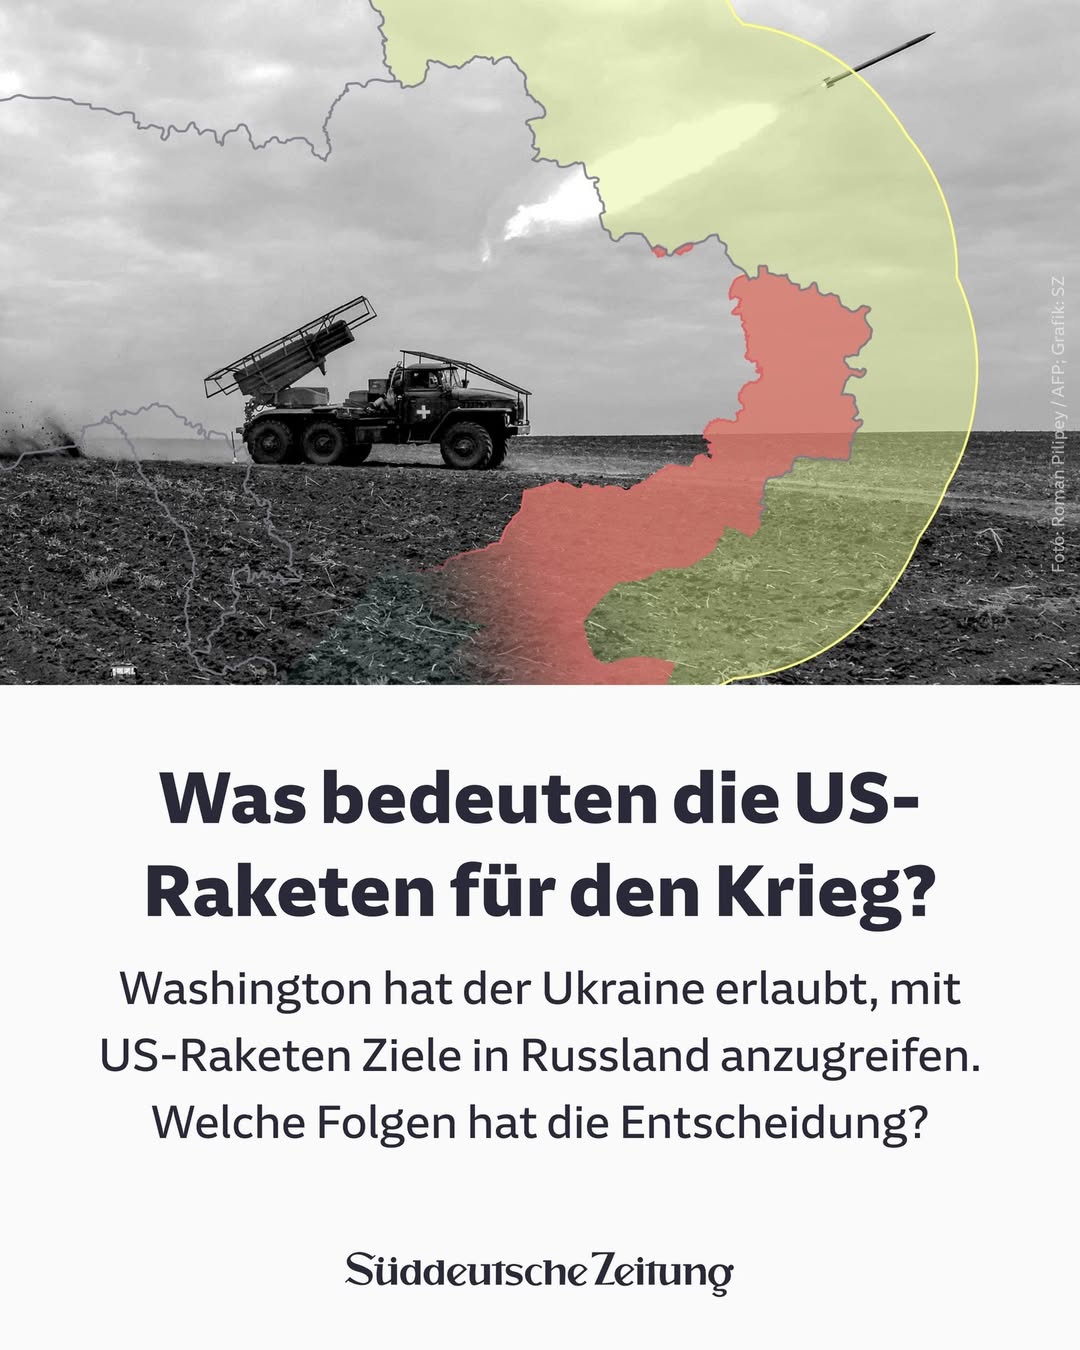 Foto: Roman Pilipey / AFP; Grafik: SZ
Was bedeuten die US-
Raketen für den Krieg?
Washington hat der Ukraine erlaubt, mit
US-Raketen Ziele in Russland anzugreifen.
Welche Folgen hat die Entscheidung?
Süddeutsche Zeitung